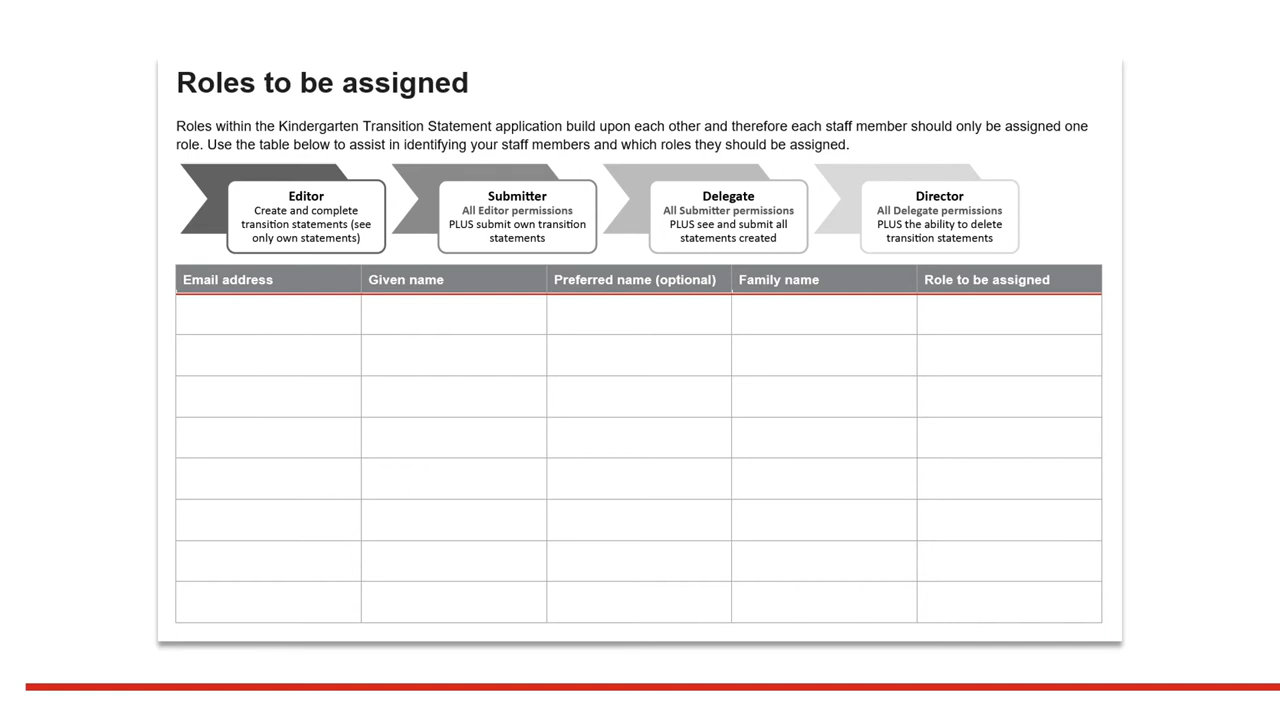 Roles to be assigned
Roles within the Kindergarten Transition Statement application build upon each other and therefore each staff member should only be assigned one
role. Use the table below to assist in identifying your staff members and which roles they should be assigned.
Editor
Create and complete
transition statements (see
only own statements)
Submitter
All Editor permissions
PLUS submit own transition
statements
Delegate
All Submitter permissions
PLUS see and submit all
statements created
Director
All Delegate permissions
PLUS the ability to delete
transition statements
Email address
Given name
Preferred name (optional)
Family name
Role to be assigned